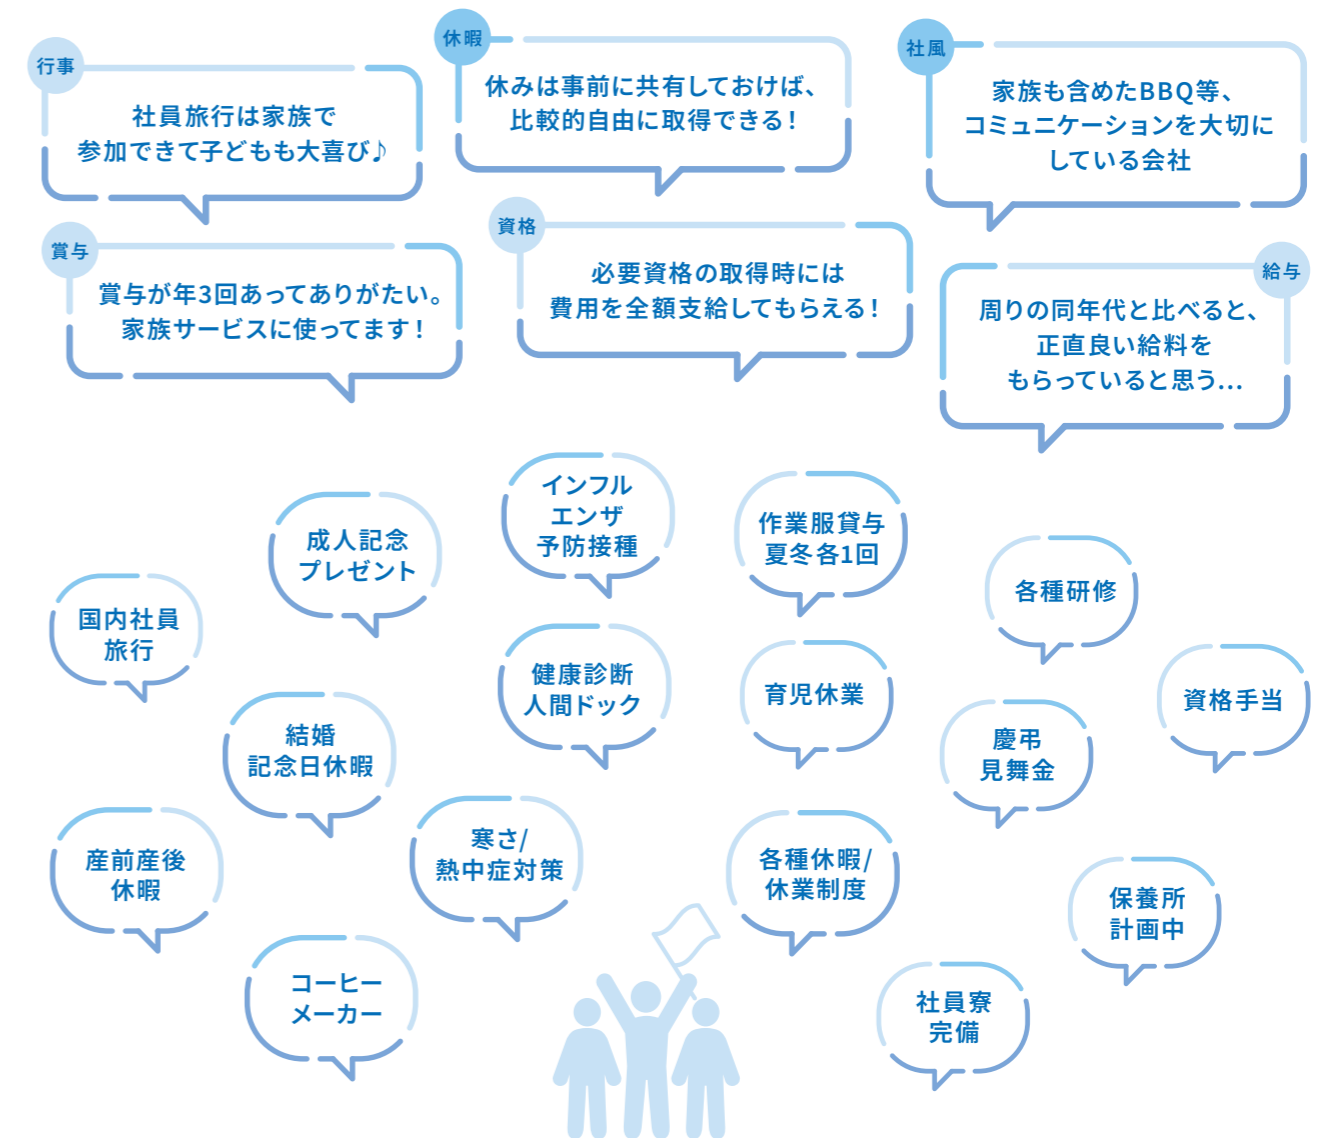 行事
社員旅行は家族で
参加できて子どもも大喜び♪
休暇
休みは事前に共有しておけば、
比較的自由に取得できる！
社風
家族も含めたBBQ等、
コミュニケーションを大切に
している会社
賞与
賞与が年3回あってありがたい。
家族サービスに使ってます！
資格
必要資格の取得時には
費用を全額支給してもらえる！
給与
周りの同年代と比べると、
正直良い給料を
もらっていると思う...
国内社員
旅行
成人記念
プレゼント
インフル
エンザ
予防接種
作業服貸与
夏冬各1回
各種研修
結婚
記念日休暇
健康診断
人間ドック
育児休業
慶弔
見舞金
資格手当
産前産後
休暇
寒さ/
熱中症対策
各種休暇/
休業制度
保養所
計画中
コーヒー
メーカー
社員寮
完備